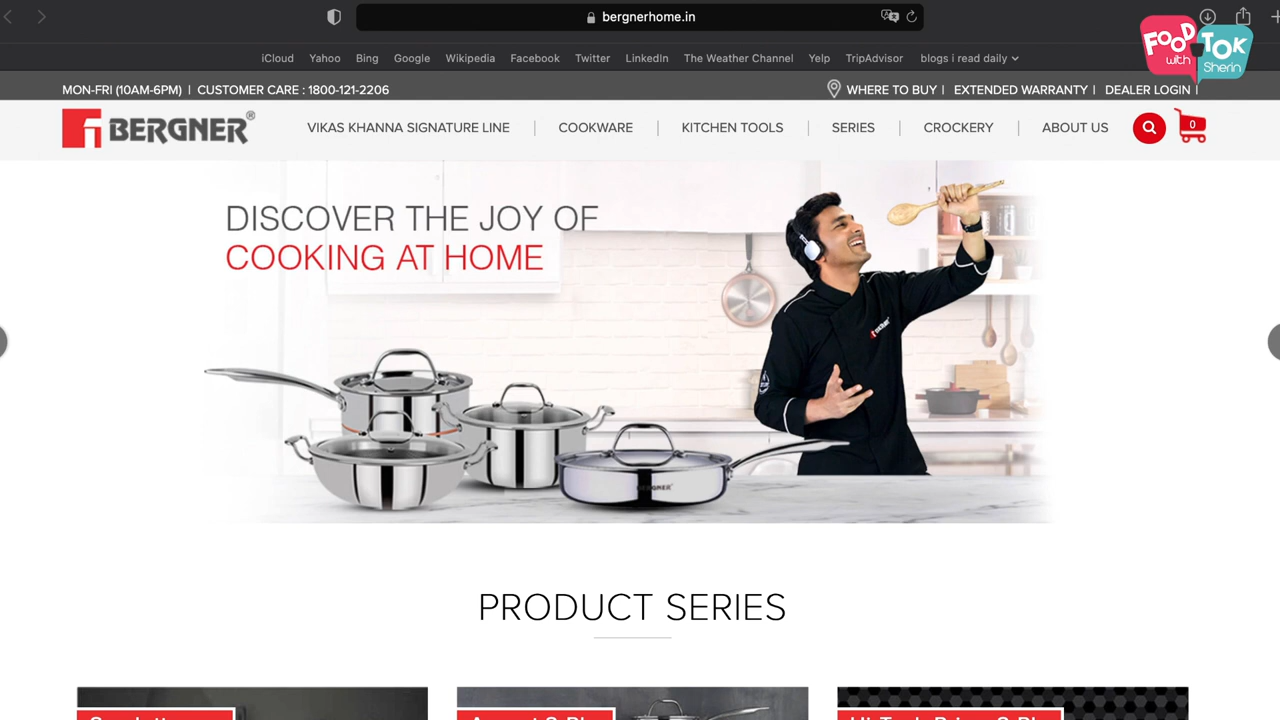 bergnerhome.in
iCloud Yahoo Bing Google Wikipedia Facebook Twitter LinkedIn The Weather Channel Yelp TripAdvisor blogs i read daily
FOOD with TOK Sherin
MON-FRI (10AM-6PM) | CUSTOMER CARE : 1800-121-2206
WHERE TO BUY | EXTENDED WARRANTY | DEALER LOGIN |
BERGNER®
VIKAS KHANNA SIGNATURE LINE | COOKWARE | KITCHEN TOOLS | SERIES | CROCKERY | ABOUT US
0
DISCOVER THE JOY OF
COOKING AT HOME
BERGNER
PRODUCT SERIES